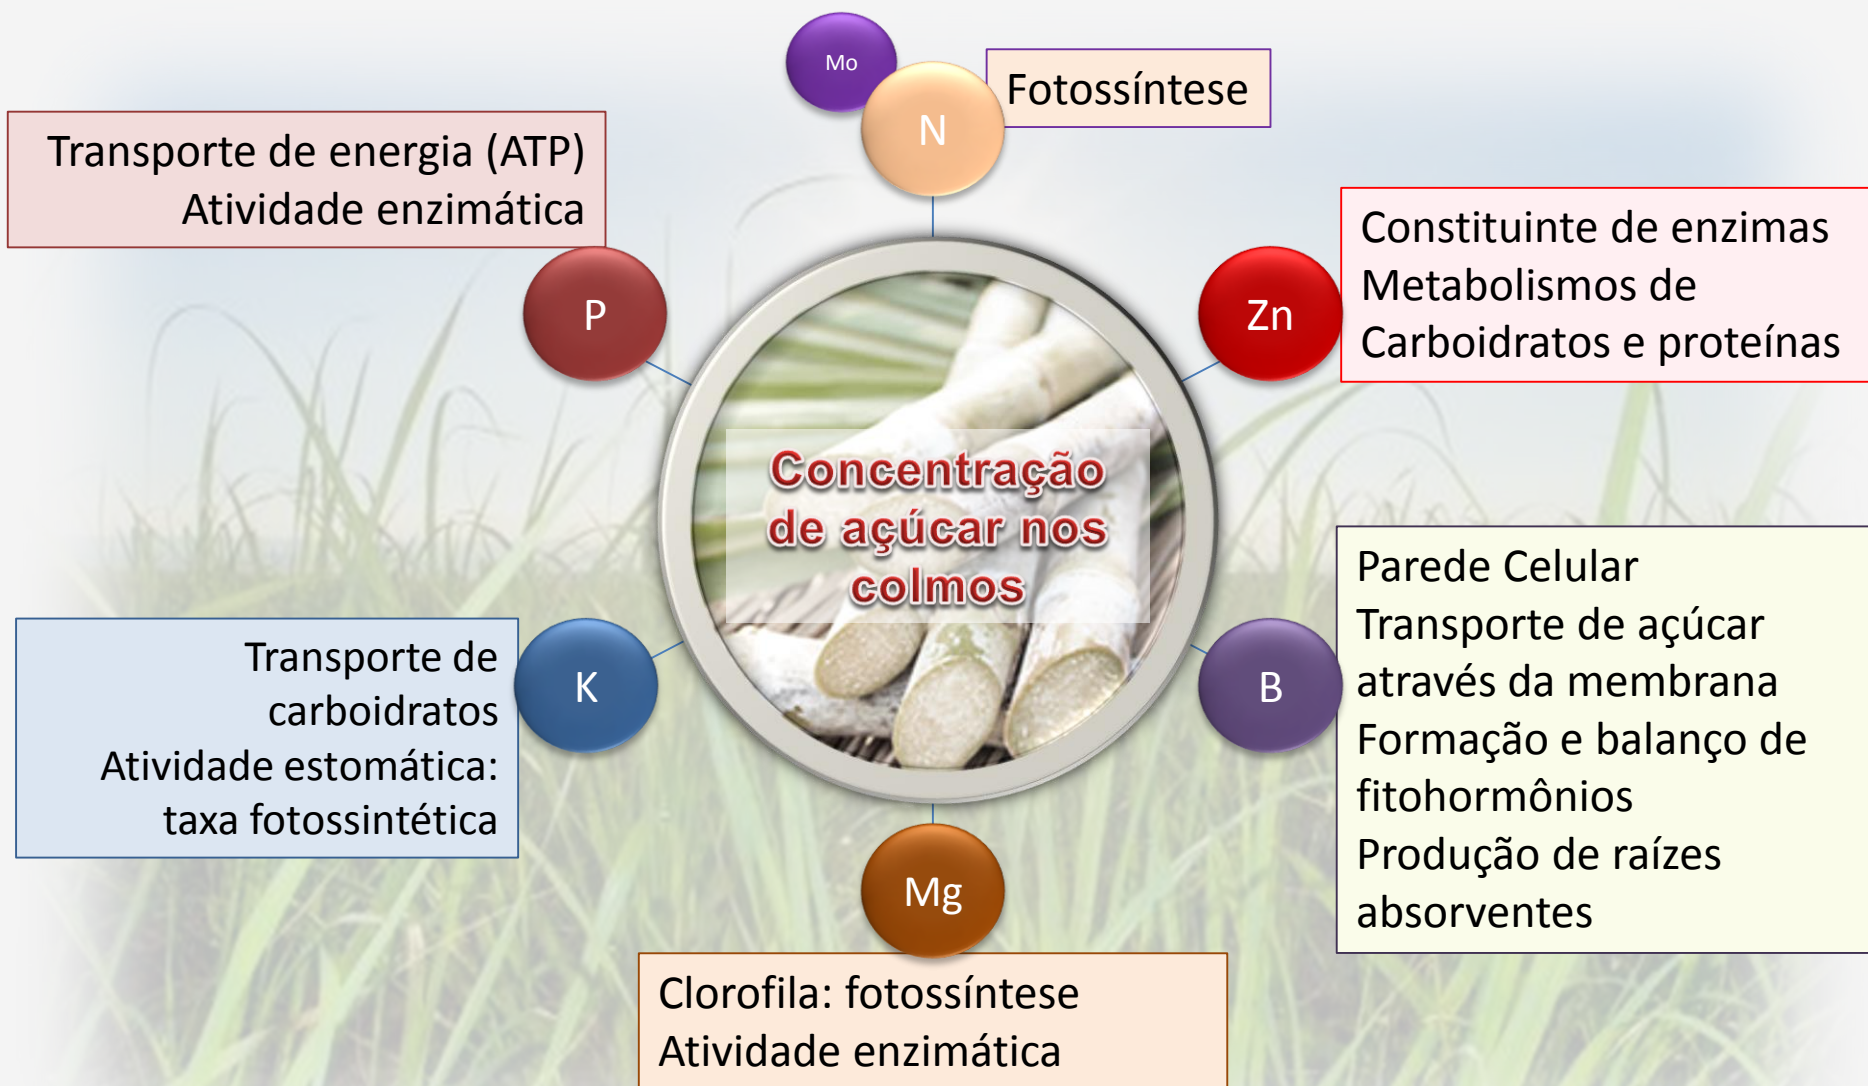 Mo
N
Fotossíntese
Transporte de energia (ATP)
Atividade enzimática
P
Zn
Constituinte de enzimas
Metabolismos de
Carboidratos e proteínas
Concentração
de açúcar nos
colmos
Transporte de
carboidratos
Atividade estomática:
taxa fotossintética
K
B
Parede Celular
Transporte de açúcar
através da membrana
Formação e balanço de
fitohormônios
Produção de raízes
absorventes
Mg
Clorofila: fotossíntese
Atividade enzimática